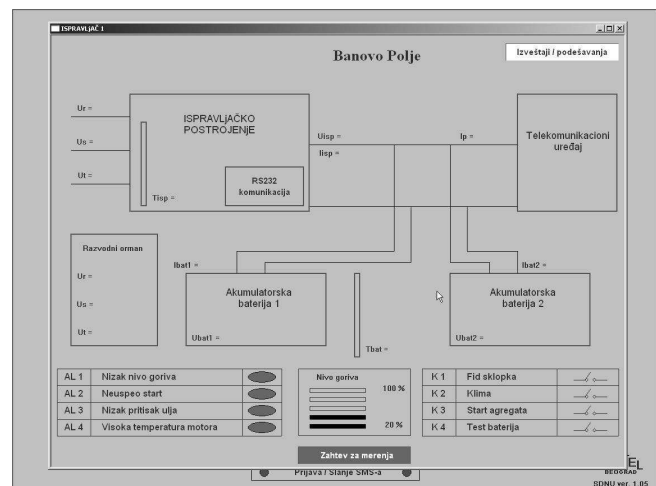 ISPRAVLjAČ 1
Banovo Polje
Izveštaji / podešavanja
Ur =
Us =
Ut =
ISPRAVLjAČKO
POSTROJENjE
Tisp =
RS232
komunikacija
Uisp =
Iisp =
Ip =
Telekomunikacioni
uređaj
Razvodni orman
Ur =
Us =
Ut =
Ibat1 =
Akumulatorska
baterija 1
Ubat1 =
Tbat =
Ibat2 =
Akumulatorska
baterija 2
Ubat2 =
AL 1 Nizak nivo goriva
AL 2 Neuspeo start
AL 3 Nizak pritisak ulja
AL 4 Visoka temperatura motora
Nivo goriva
100 %
20 %
K 1 Fid sklopka
K 2 Klima
K 3 Start agregata
K 4 Test baterija
Zahtev za merenja
Prijava / Slanje SMS-a
BEOGRAD
SDNU ver. 1.05